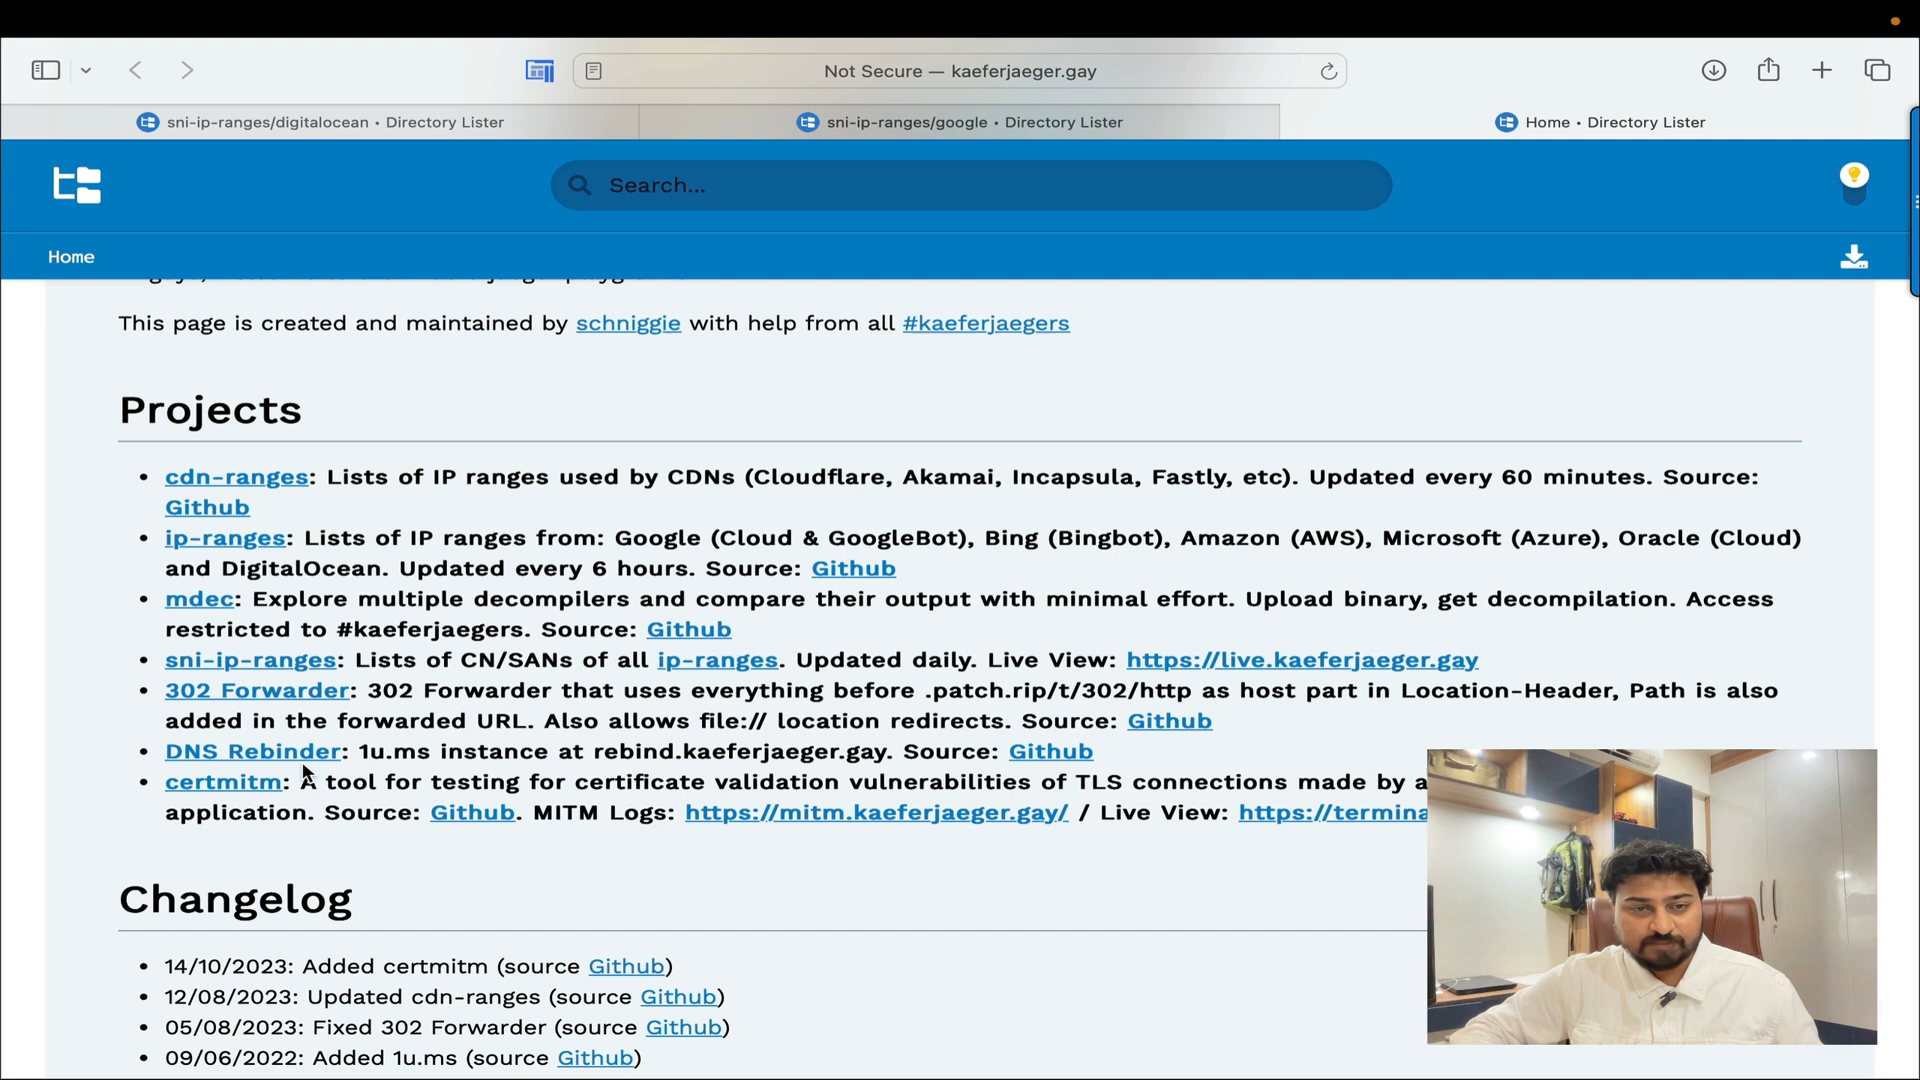 Not Secure — kaeferjaeger.gay
sni-ip-ranges/digitalocean • Directory Lister
sni-ip-ranges/google • Directory Lister
Home • Directory Lister
Search...
Home
This page is created and maintained by schniggie with help from all #kaeferjaegers
Projects
• cdn-ranges: Lists of IP ranges used by CDNs (Cloudflare, Akamai, Incapsula, Fastly, etc). Updated every 60 minutes. Source:
Github
• ip-ranges: Lists of IP ranges from: Google (Cloud & GoogleBot), Bing (Bingbot), Amazon (AWS), Microsoft (Azure), Oracle (Cloud)
and DigitalOcean. Updated every 6 hours. Source: Github
• mdec: Explore multiple decompilers and compare their output with minimal effort. Upload binary, get decompilation. Access
restricted to #kaeferjaegers. Source: Github
• sni-ip-ranges: Lists of CN/SANs of all ip-ranges. Updated daily. Live View: https://live.kaeferjaeger.gay
• 302 Forwarder: 302 Forwarder that uses everything before .patch.rip/t/302/http as host part in Location-Header, Path is also
added in the forwarded URL. Also allows file:// location redirects. Source: Github
• DNS Rebinder: 1u.ms instance at rebind.kaeferjaeger.gay. Source: Github
• certmitm: A tool for testing for certificate validation vulnerabilities of TLS connections made by a
application. Source: Github. MITM Logs: https://mitm.kaeferjaeger.gay/ / Live View: https://termina
Changelog
• 14/10/2023: Added certmitm (source Github)
• 12/08/2023: Updated cdn-ranges (source Github)
• 05/08/2023: Fixed 302 Forwarder (source Github)
• 09/06/2022: Added 1u.ms (source Github)